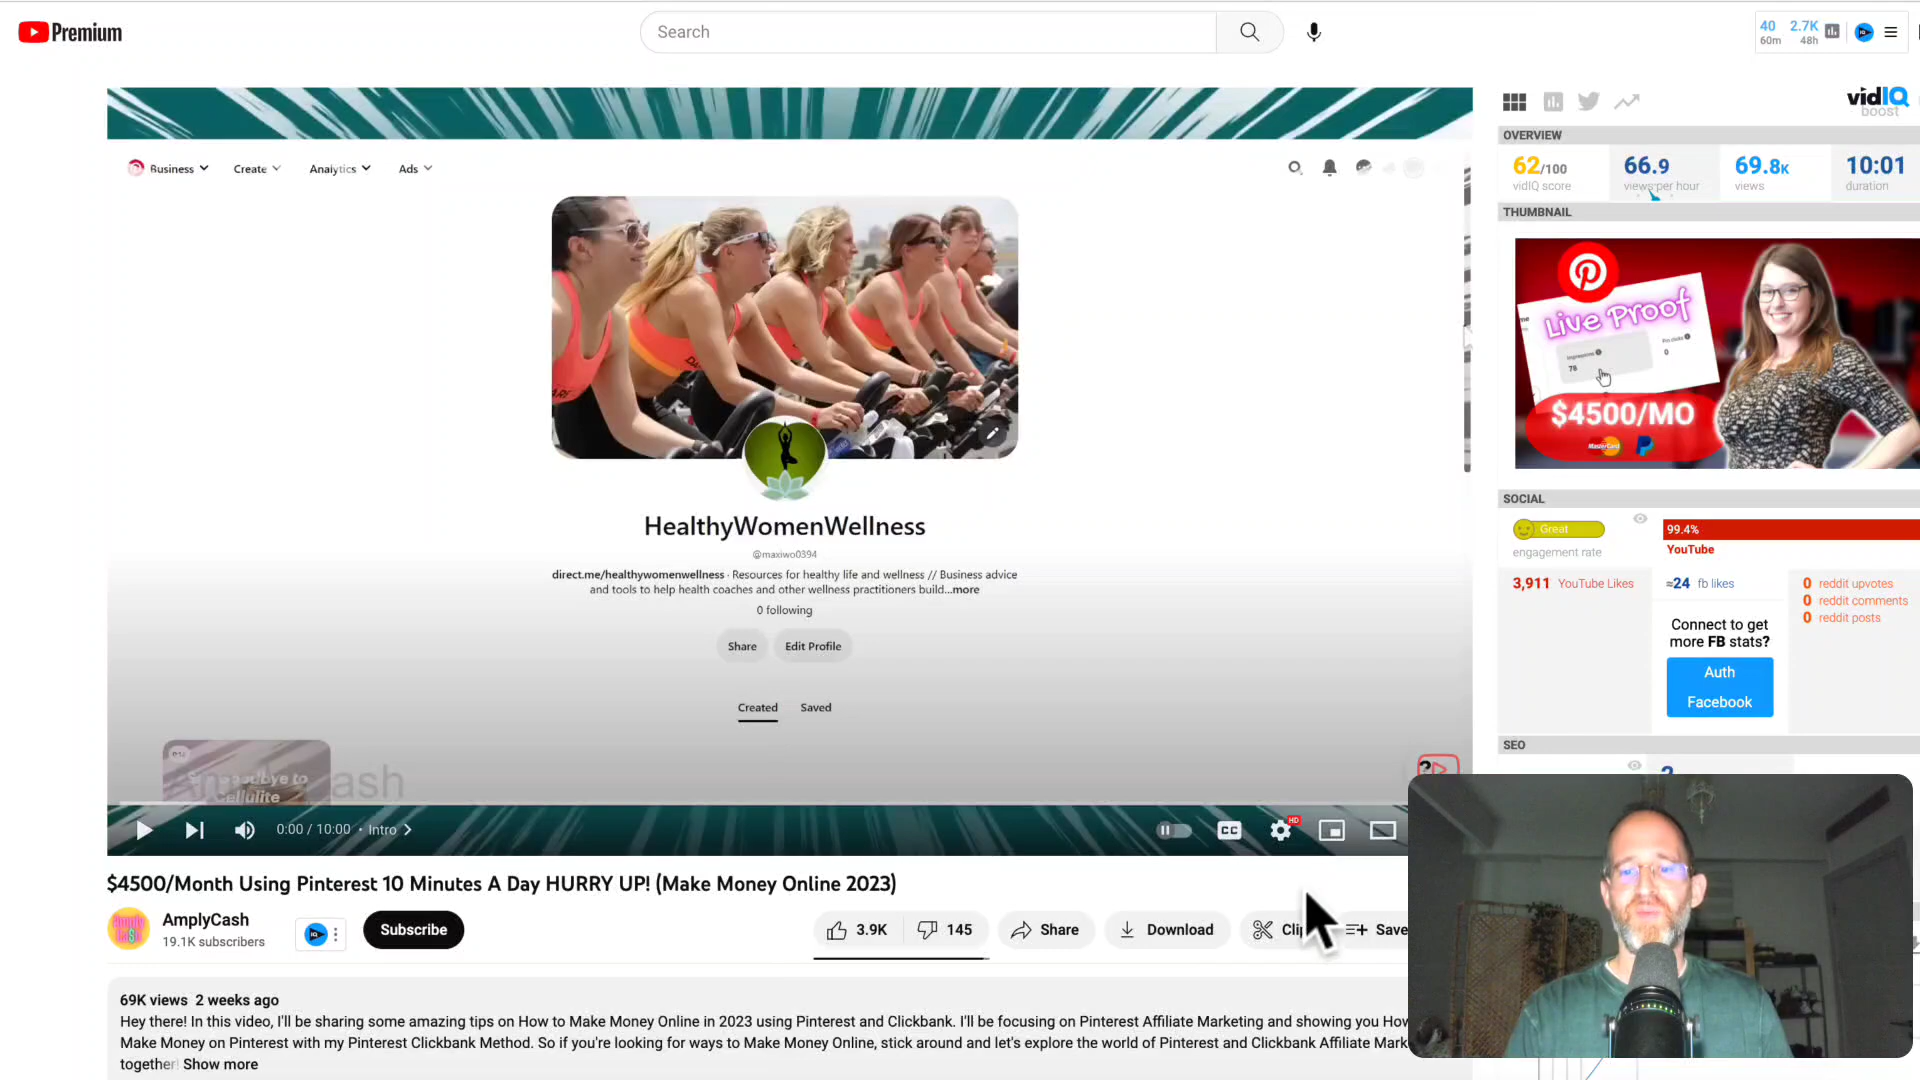 Premium
Search
40 2.7K
60m 48h
Business Create Analytics Ads
HealthyWomenWellness
@maxiwo0394
direct.me/healthywomenwellness · Resources for healthy life and wellness // Business advice
and tools to help health coaches and other wellness practitioners build...more
0 following
Share Edit Profile
Created Saved
Cellulite
0:00 / 10:00 • Intro
CC
HD
$4500/Month Using Pinterest 10 Minutes A Day HURRY UP! (Make Money Online 2023)
AmplyCash
19.1K subscribers
Subscribe
3.9K 145 Share Download Clip Save
69K views 2 weeks ago
Hey there! In this video, I'll be sharing some amazing tips on How to Make Money Online in 2023 using Pinterest and Clickbank. I'll be focusing on Pinterest Affiliate Marketing and showing you How
Make Money on Pinterest with my Pinterest Clickbank Method. So if you're looking for ways to Make Money Online, stick around and let's explore the world of Pinterest and Clickbank Affiliate Mark
together! Show more
vidIQ
boost
OVERVIEW
62/100 66.9 69.8K 10:01
vidIQ score views per hour views duration
THUMBNAIL
Live Proof
Impressions
78
Pin clicks
0
$4500/MO
MasterCard
SOCIAL
Great
engagement rate
99.4%
YouTube
3,911 YouTube Likes
≈24 fb likes
Connect to get
more FB stats?
Auth
Facebook
0 reddit upvotes
0 reddit comments
0 reddit posts
SEO